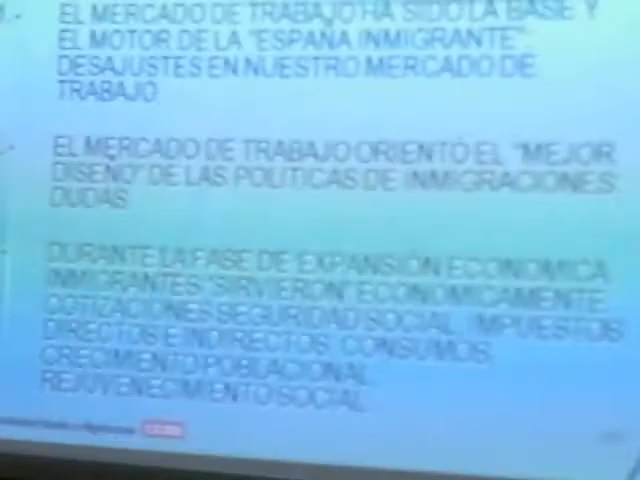 EL MERCADO DE TRABAJO HA SIDO LA BASE Y
EL MOTOR DE LA "ESPAÑA INMIGRANTE"
DESAJUSTES EN NUESTRO MERCADO DE
TRABAJO
EL MERCADO DE TRABAJO ORIENTÓ EL "MEJOR
DISEÑO" DE LAS POLITICAS DE INMIGRACIONES
DUDAS
DURANTE LA FASE DE EXPANSIÓN ECONOMICA
INMIGRANTES "SIRVIERON" ECONOMICAMENTE
COTIZACIONES SEGURIDAD SOCIAL, IMPUESTOS
DIRECTOS E INDIRECTOS, CONSUMOS,
CRECIMIENTO POBLACIONAL
REJUVENECIMIENTO SOCIAL